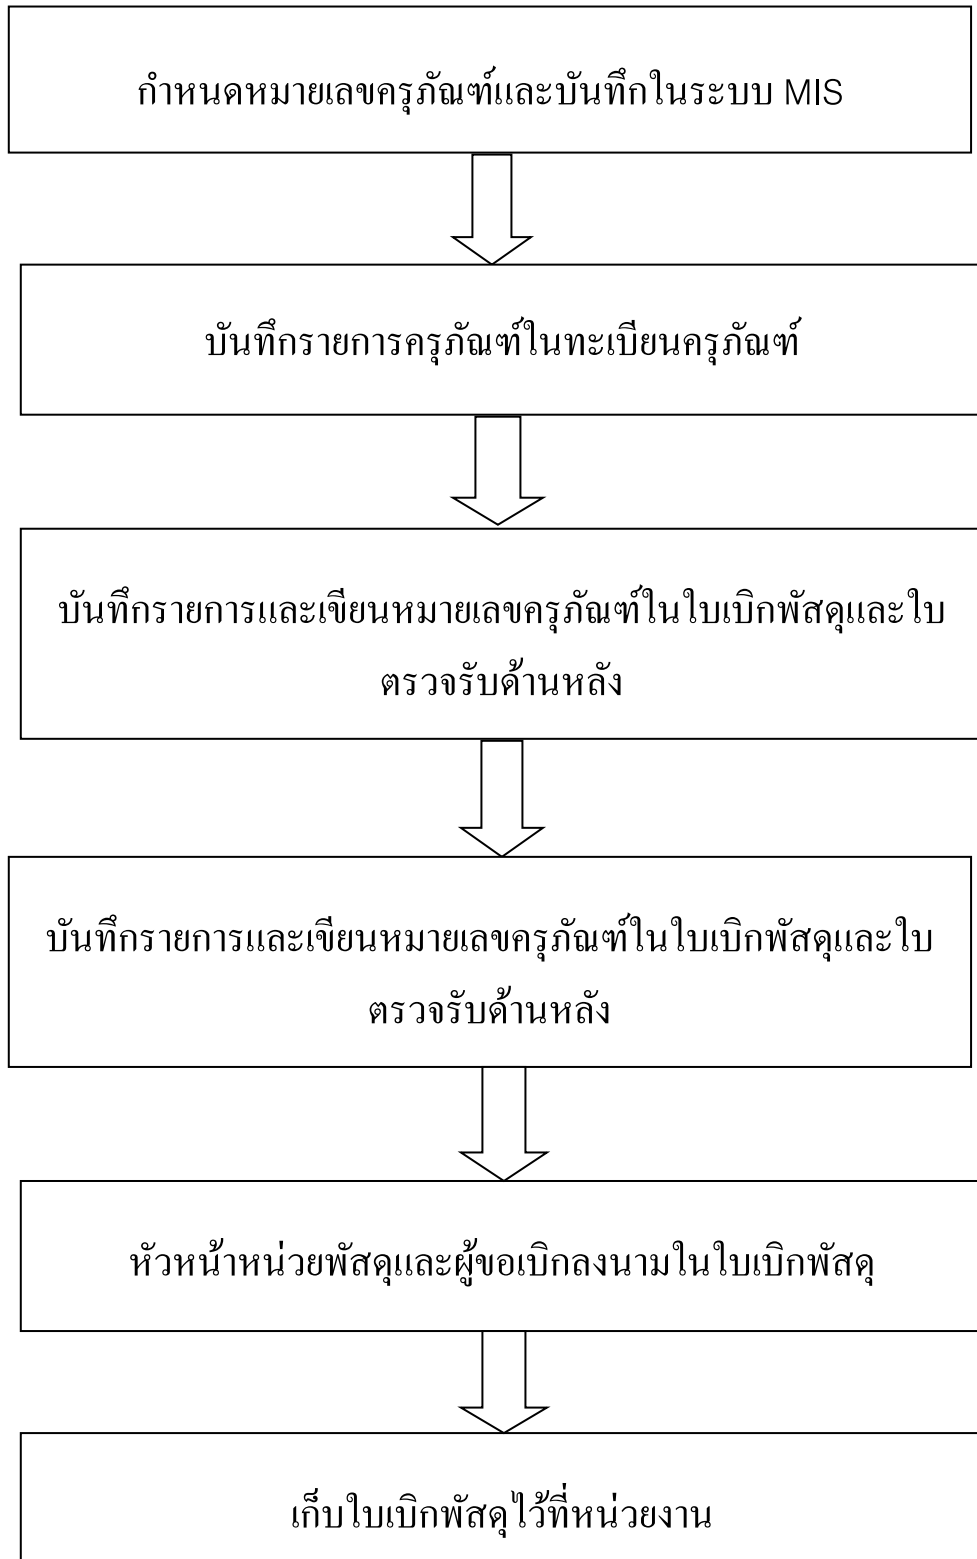 กำหนดหมายเลขครุภัณฑ์และบันทึกในระบบ MIS
บันทึกรายการครุภัณฑ์ในทะเบียนครุภัณฑ์
บันทึกรายการและเขียนหมายเลขครุภัณฑ์ในใบเบิกพัสดุและใบ
ตรวจรับด้านหลัง
บันทึกรายการและเขียนหมายเลขครุภัณฑ์ในใบเบิกพัสดุและใบ
ตรวจรับด้านหลัง
หัวหน้าหน่วยพัสดุและผู้ขอเบิกลงนามในใบเบิกพัสดุ
เก็บใบเบิกพัสดุไว้ที่หน่วยงาน